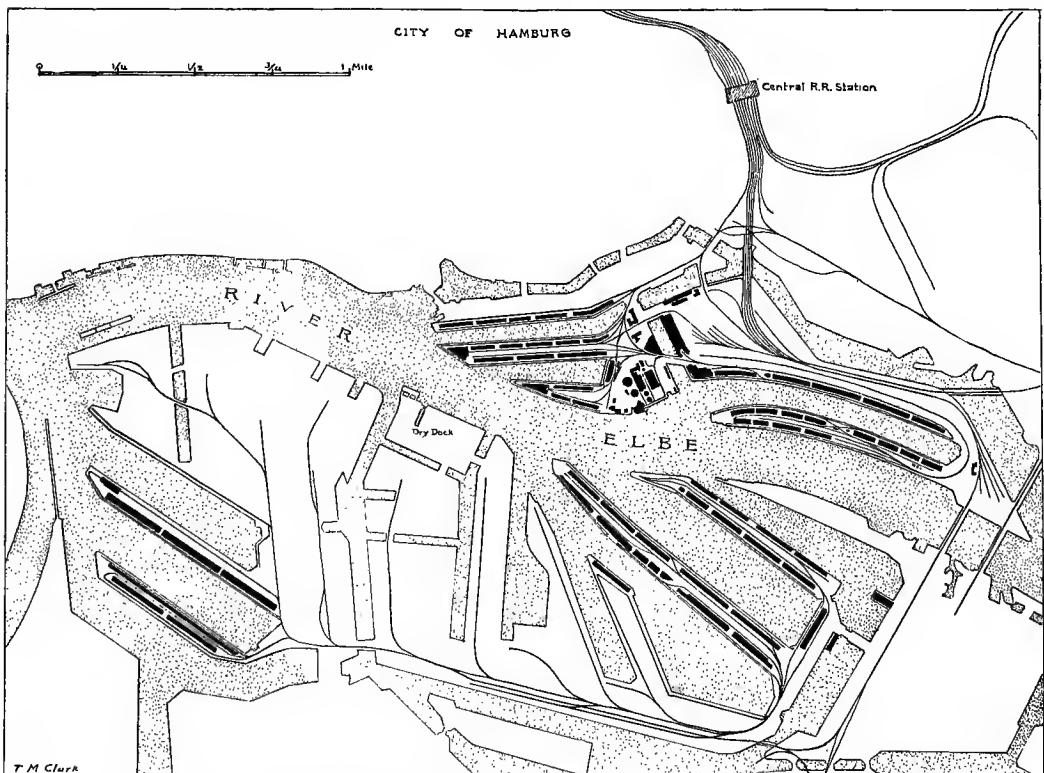 CITY OF HAMBURG
0 1/4 1/2 3/4 1 Mile
Central R.R. Station
RIVER
Dry Dock
ELBE
T M Clark